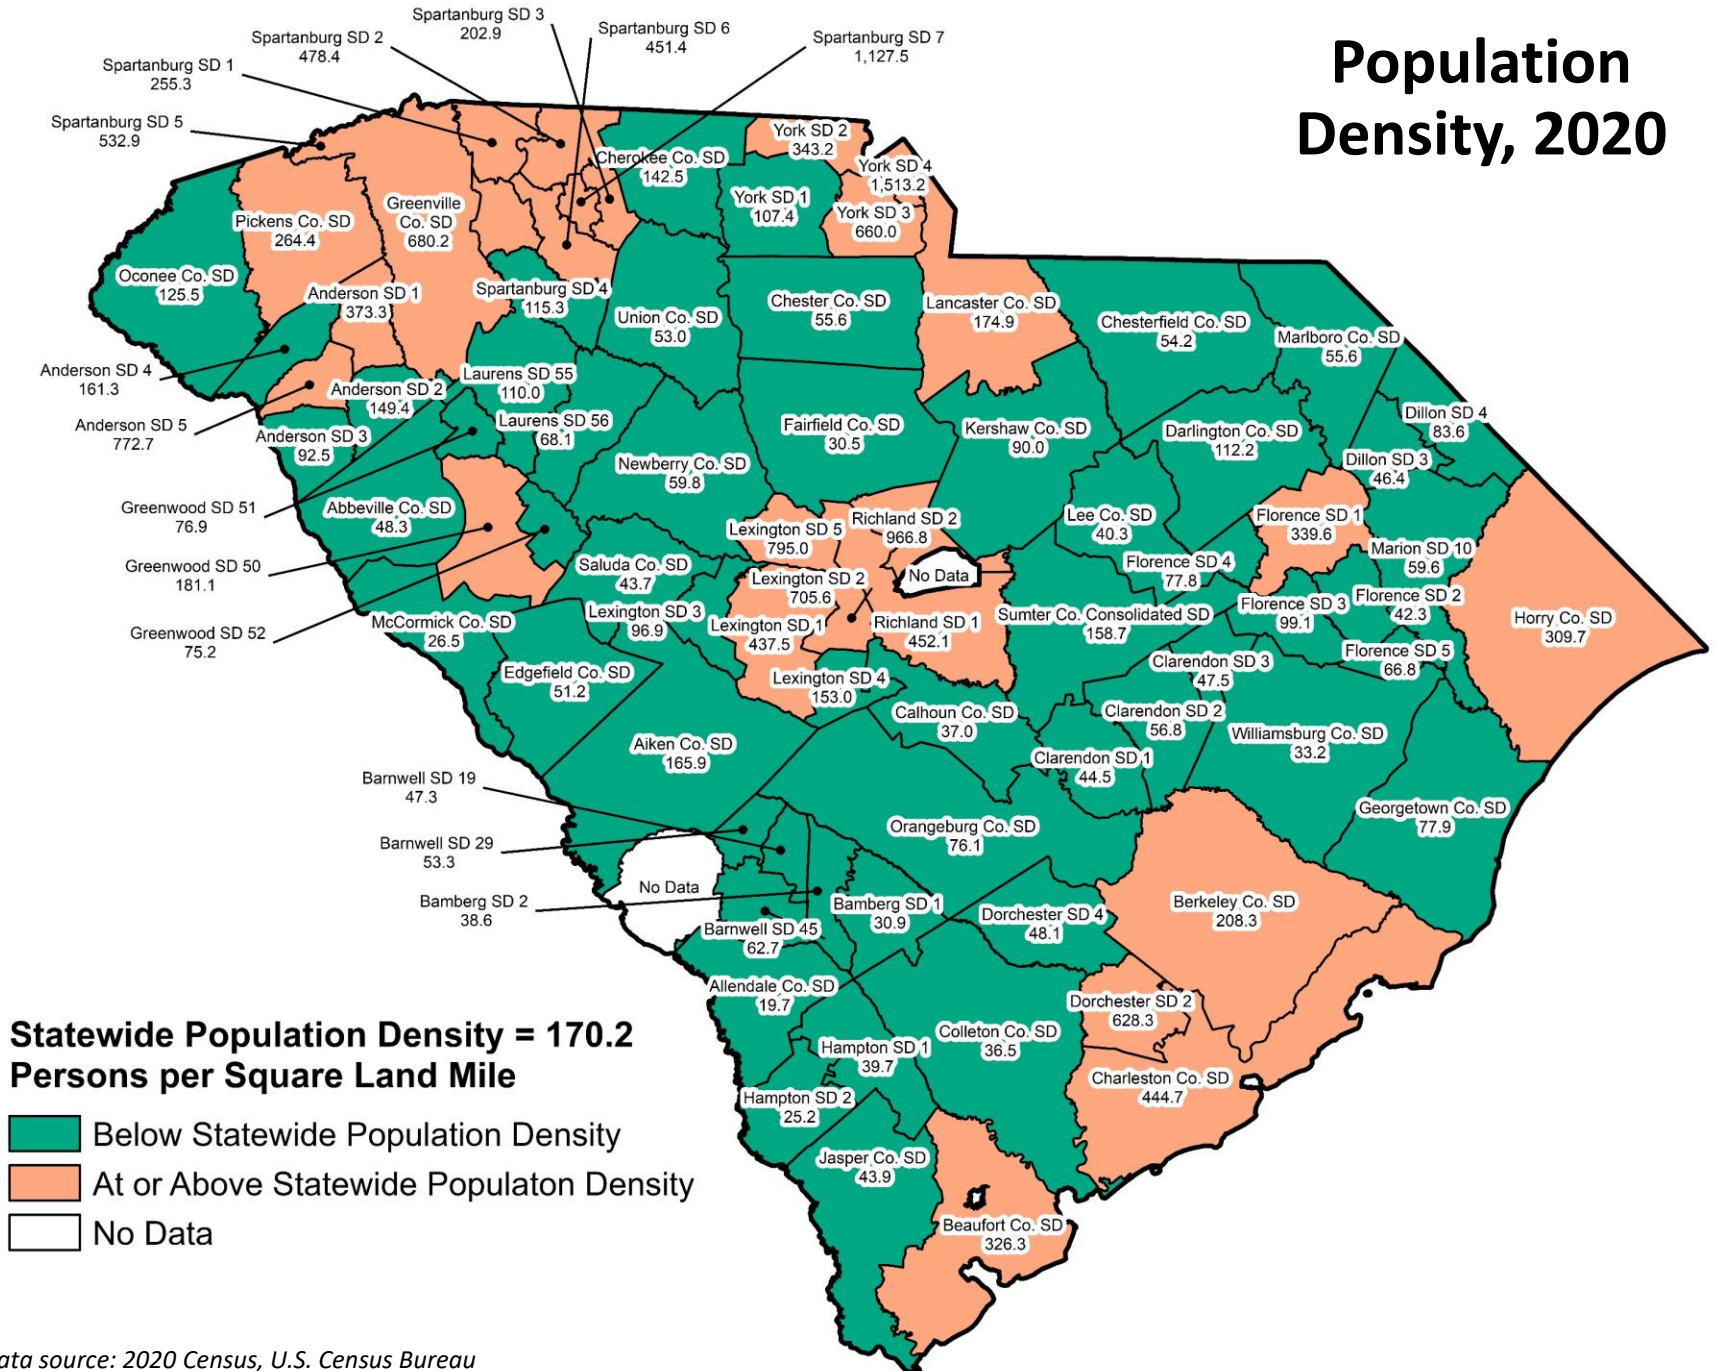 Population
Density, 2020
Spartanburg SD 3
202.9
Spartanburg SD 6
451.4
Spartanburg SD 2
478.4
Spartanburg SD 7
1,127.5
Spartanburg SD 1
255.3
Spartanburg SD 5
532.9
York SD 2
343.2
Cherokee Co. SD
142.5
York SD 4
1,513.2
York SD 1
107.4
York SD 3
660.0
Greenville
Co. SD
680.2
Pickens Co. SD
264.4
Oconee Co. SD
125.5
Anderson SD 1
373.3
Spartanburg SD 4
115.3
Union Co. SD
53.0
Chester Co. SD
55.6
Lancaster Co. SD
174.9
Chesterfield Co. SD
54.2
Marlboro Co. SD
55.6
Anderson SD 4
161.3
Anderson SD 2
149.4
Laurens SD 55
110.0
Anderson SD 5
772.7
Anderson SD 3
92.5
Laurens SD 56
68.1
Fairfield Co. SD
30.5
Kershaw Co. SD
90.0
Darlington Co. SD
112.2
Dillon SD 4
83.6
Dillon SD 3
46.4
Newberry Co. SD
59.8
Greenwood SD 51
76.9
Abbeville Co. SD
48.3
Lexington SD 5
795.0
Richland SD 2
966.8
Lee Co. SD
40.3
Florence SD 1
339.6
Marion SD 10
59.6
Greenwood SD 50
181.1
Saluda Co. SD
43.7
Lexington SD 2
705.6
No Data
Florence SD 4
77.8
Greenwood SD 52
75.2
McCormick Co. SD
26.5
Lexington SD 3
96.9
Lexington SD 1
437.5
Richland SD 1
452.1
Sumter Co. Consolidated SD
158.7
Florence SD 3
99.1
Florence SD 2
42.3
Horry Co. SD
309.7
Florence SD 5
66.8
Edgefield Co. SD
51.2
Lexington SD 4
153.0
Clarendon SD 3
47.5
Calhoun Co. SD
37.0
Clarendon SD 2
56.8
Williamsburg Co. SD
33.2
Aiken Co. SD
165.9
Clarendon SD 1
44.5
Barnwell SD 19
47.3
Georgetown Co. SD
77.9
Orangeburg Co. SD
76.1
Barnwell SD 29
53.3
No Data
Bamberg SD 2
38.6
Bamberg SD 1
30.9
Dorchester SD 4
48.1
Berkeley Co. SD
208.3
Barnwell SD 45
62.7
Allendale Co. SD
19.7
Dorchester SD 2
628.3
Colleton Co. SD
36.5
Hampton SD 1
39.7
Charleston Co. SD
444.7
Hampton SD 2
25.2
Jasper Co. SD
43.9
Beaufort Co. SD
326.3
Statewide Population Density = 170.2
Persons per Square Land Mile
Below Statewide Population Density
At or Above Statewide Populaton Density
No Data
ata source: 2020 Census, U.S. Census Bureau